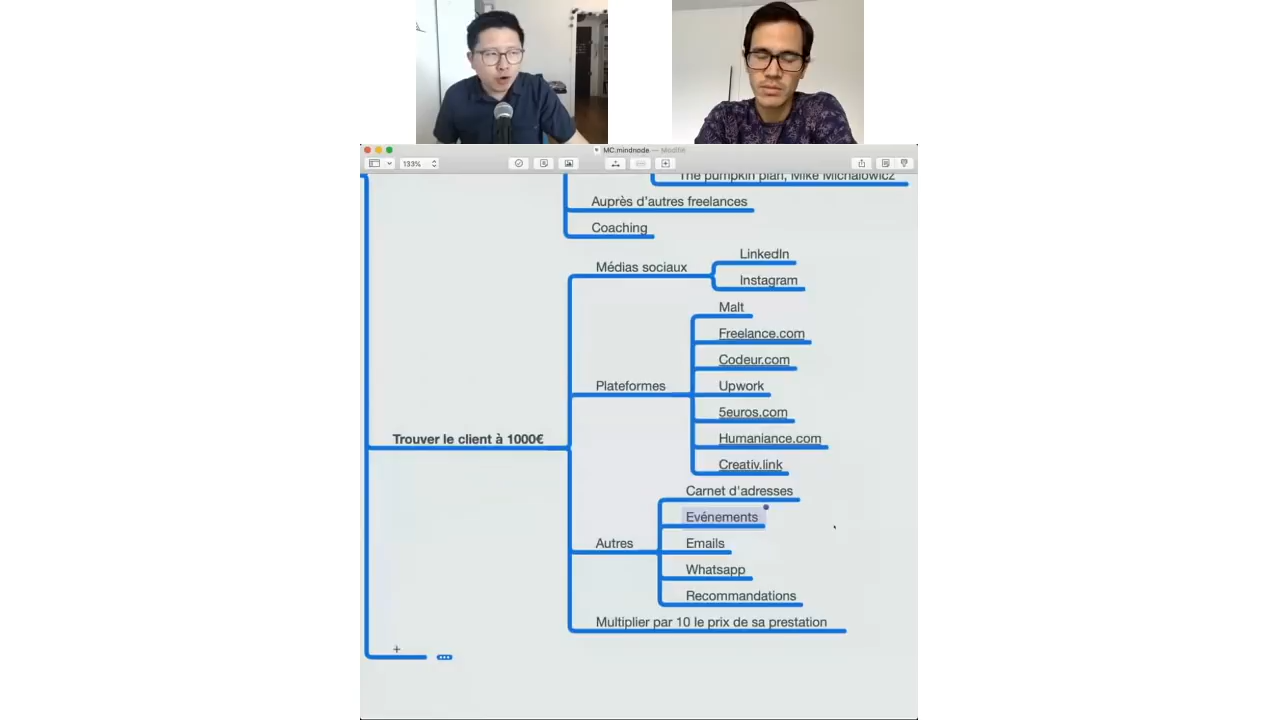 MC.mindnode — Modifié
133%
The pumpkin plan, Mike Michalowicz
Auprès d'autres freelances
Coaching
LinkedIn
Médias sociaux
Instagram
Malt
Freelance.com
Codeur.com
Plateformes
Upwork
5euros.com
Trouver le client à 1000€
Humaniance.com
Creativ.link
Carnet d'adresses
Evénements
Autres
Emails
Whatsapp
Recommandations
Multiplier par 10 le prix de sa prestation
+